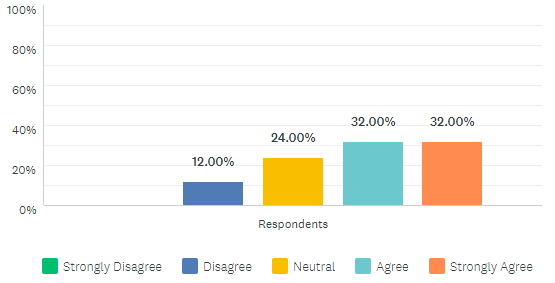 100%
80%
60%
40%
20%
0%
12.00%
24.00%
32.00%
32.00%
Respondents
Strongly Disagree
Disagree
Neutral
Agree
Strongly Agree